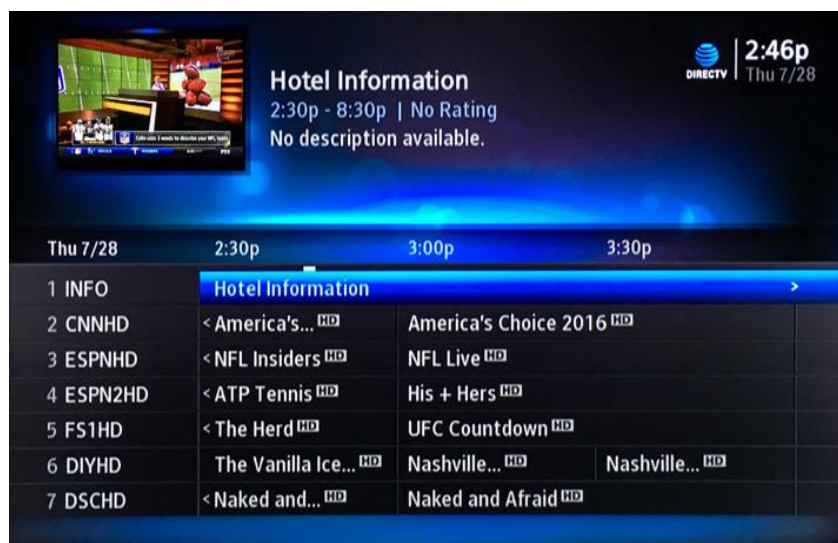 Hotel Information
2:30p - 8:30p | No Rating
No description available.
DIRECTV
2:46p
Thu 7/28
Thu 7/28 2:30p 3:00p 3:30p
1 INFO Hotel Information >
2 CNNHD < America's... HD America's Choice 2016 HD
3 ESPNHD < NFL Insiders HD NFL Live HD
4 ESPN2HD < ATP Tennis HD His + Hers HD
5 FS1HD < The Herd HD UFC Countdown HD
6 DIYHD The Vanilla Ice... HD Nashville... HD Nashville... HD
7 DSCHD < Naked and... HD Naked and Afraid HD